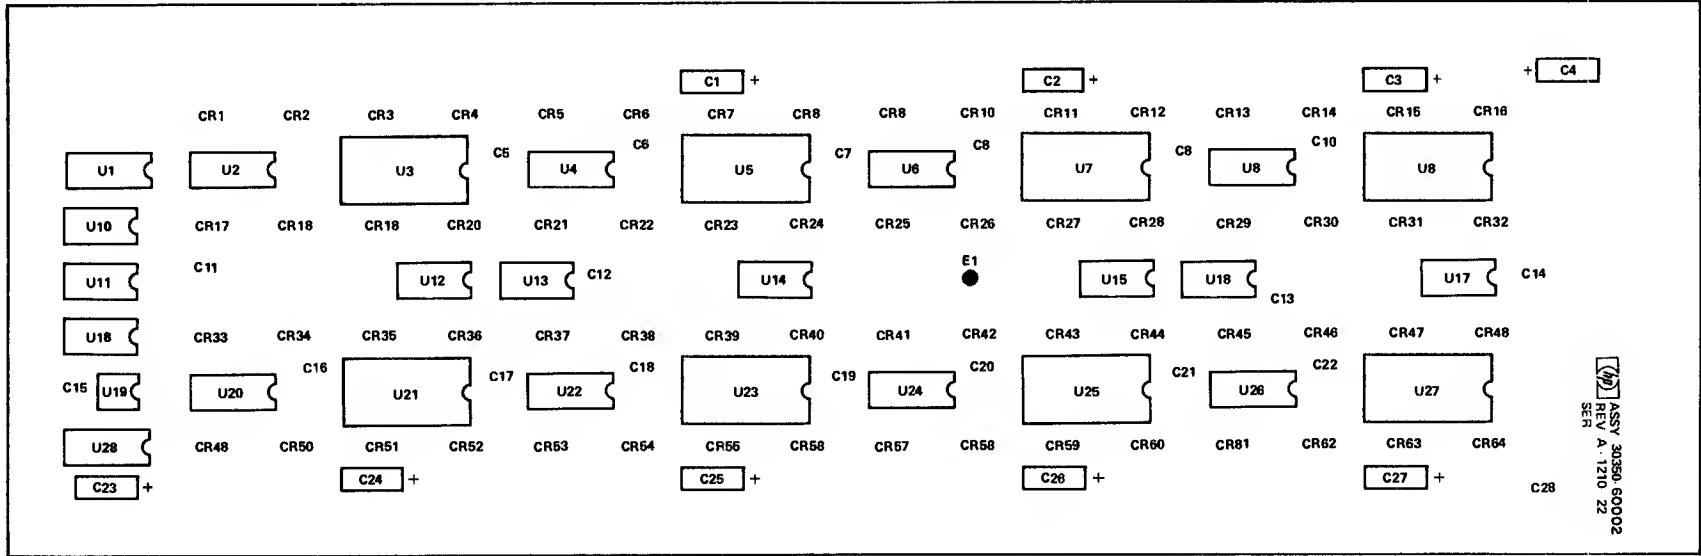 C1 + C2 + C3 + + C4
CR1 CR2 CR3 CR4 CR5 CR6 CR7 CR8 CR8 CR10 CR11 CR12 CR13 CR14 CR15 CR16
U1 U2 U3 C5 U4 C6 U5 C7 U6 C8 U7 C8 U8 C10 U8
U10 CR17 CR18 CR18 CR20 CR21 CR22 CR23 CR24 CR25 CR26 CR27 CR28 CR29 CR30 CR31 CR32
U11 C11 U12 U13 C12 U14 E1 U15 U18 C13 U17 C14
U18 CR33 CR34 CR35 CR36 CR37 CR38 CR39 CR40 CR41 CR42 CR43 CR44 CR45 CR46 CR47 CR48
C15 U19 U20 C16 U21 C17 U22 C18 U23 C19 U24 C20 U25 C21 U26 C22 U27
U28 CR48 CR50 CR51 CR52 CR53 CR54 CR55 CR58 CR57 CR58 CR59 CR60 CR81 CR62 CR63 CR64
C23 + C24 + C25 + C26 + C27 + C28
hp ASSY 30350-60002
REV A-1210 22
SER